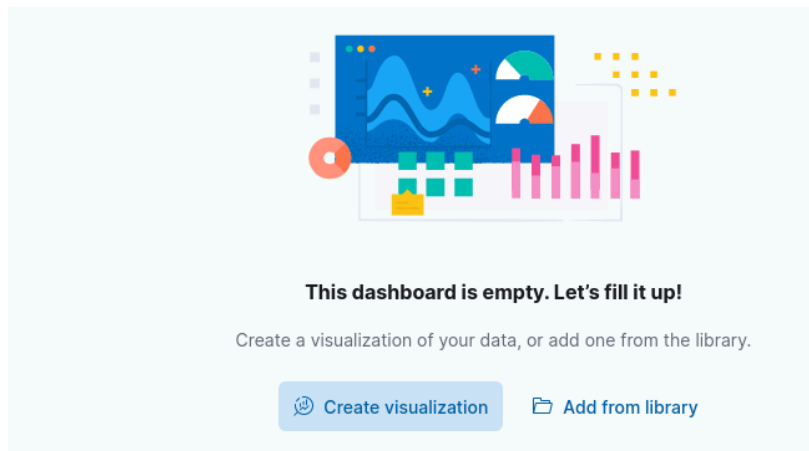 This dashboard is empty. Let’s fill it up!
Create a visualization of your data, or add one from the library.
Create visualization
Add from library